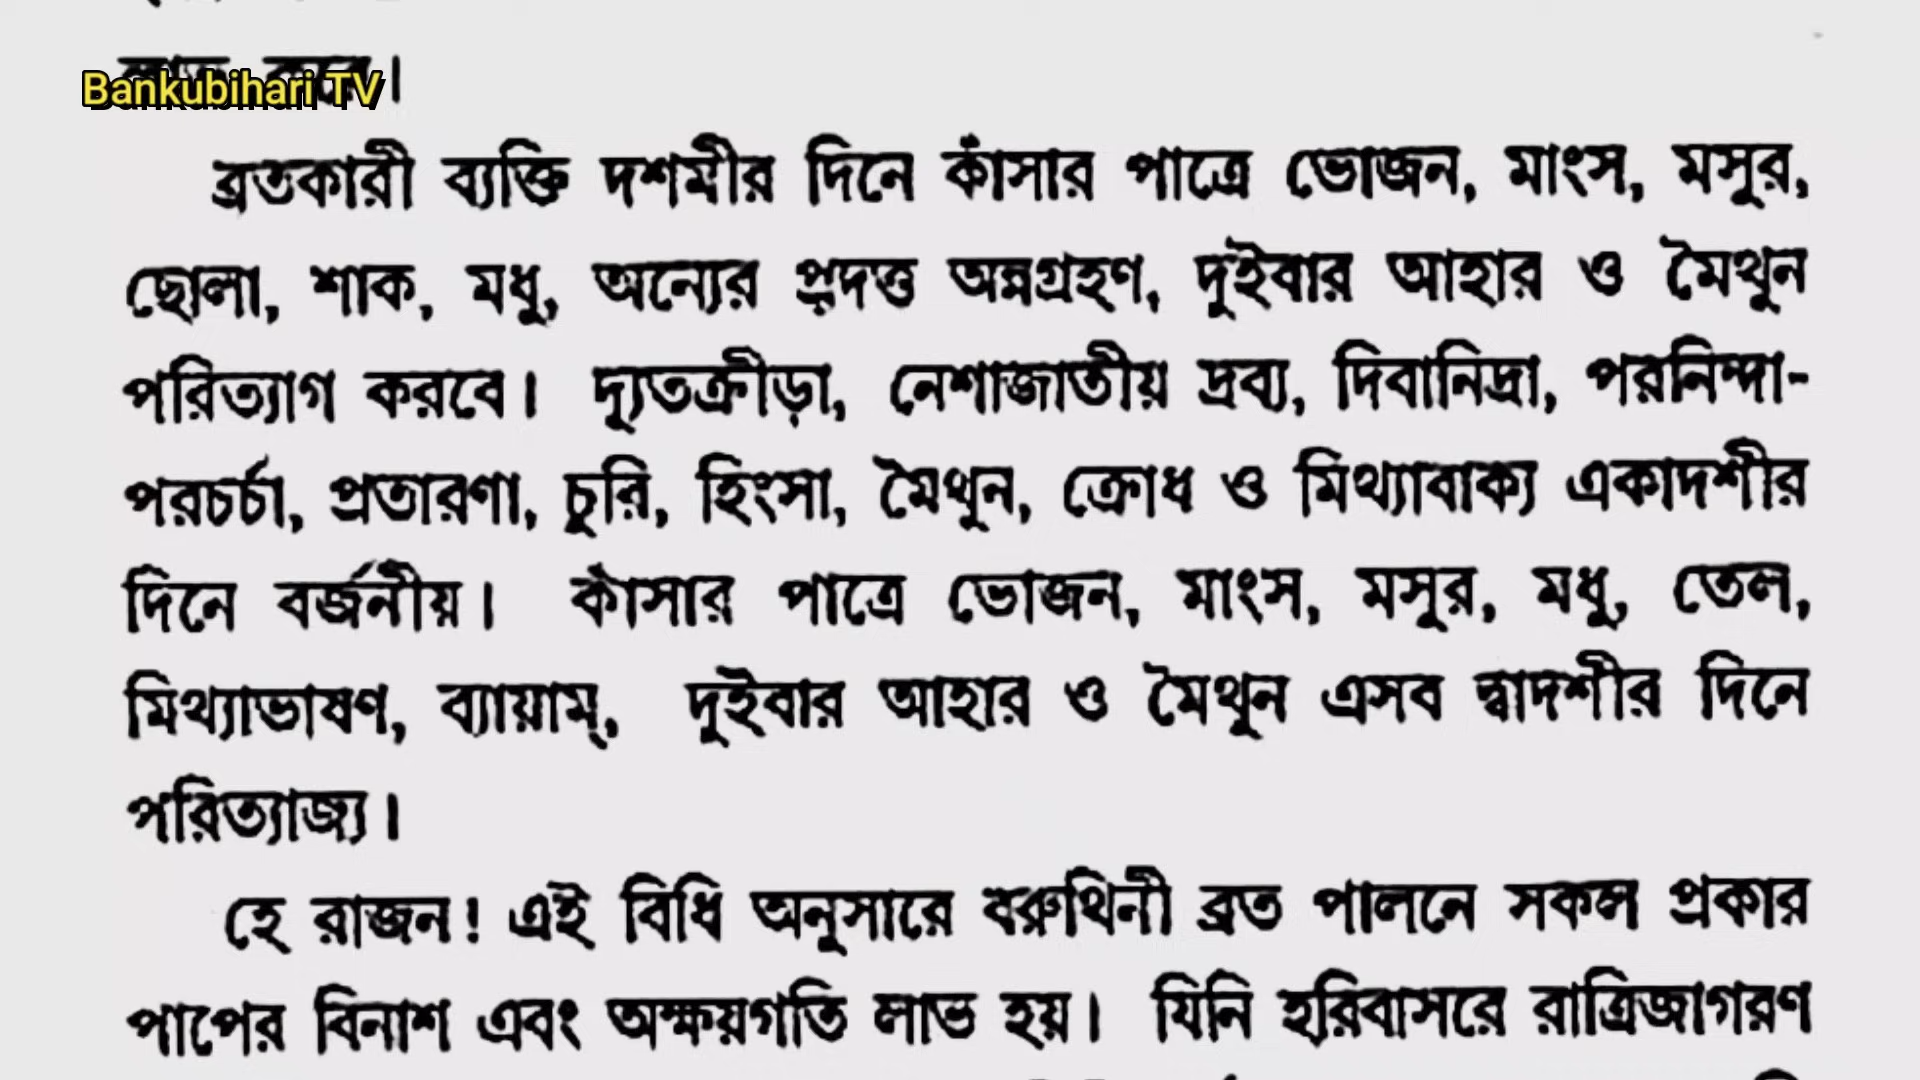 Bankubihari TV
করে।
ব্রতকারী ব্যক্তি দশমীর দিনে কাঁসার পাত্রে ভোজন, মাংস, মসুর,
ছোলা, শাক, মধু, অন্যের প্রদত্ত অন্নগ্রহণ, দুইবার আহার ও মৈথুন
পরিত্যাগ করবে। দ্যুতক্রীড়া, নেশাজাতীয় দ্রব্য, দিবানিদ্রা, পরনিন্দা-
পরচর্চা, প্রতারণা, চুরি, হিংসা, মৈথুন, ক্রোধ ও মিথ্যাবাক্য একাদশীর
দিনে বর্জনীয়। কাঁসার পাত্রে ভোজন, মাংস, মসুর, মধু, তেল,
মিথ্যাভাষণ, ব্যায়াম্, দুইবার আহার ও মৈথুন এসব দ্বাদশীর দিনে
পরিত্যাজ্য।
হে রাজন! এই বিধি অনুসারে বরুথিনী ব্রত পালনে সকল প্রকার
পাপের বিনাশ এবং অক্ষয়গতি লাভ হয়। যিনি হরিবাসরে রাত্রিজাগরণ